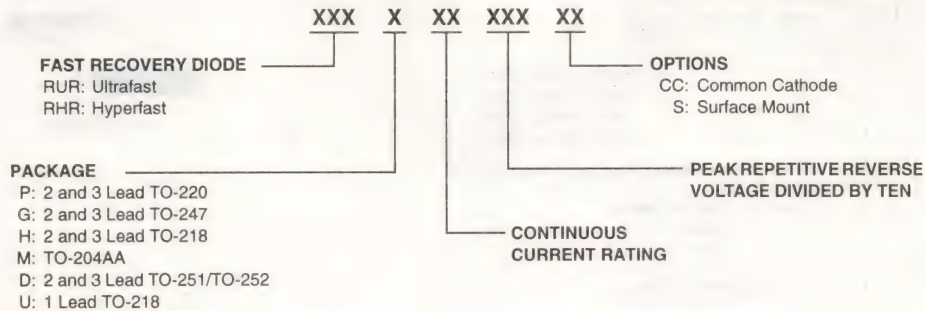 XXX X XX XXX XX
FAST RECOVERY DIODE
RUR: Ultrafast
RHR: Hyperfast
OPTIONS
CC: Common Cathode
S: Surface Mount
PACKAGE
P: 2 and 3 Lead TO-220
G: 2 and 3 Lead TO-247
H: 2 and 3 Lead TO-218
M: TO-204AA
D: 2 and 3 Lead TO-251/TO-252
U: 1 Lead TO-218
PEAK REPETITIVE REVERSE
VOLTAGE DIVIDED BY TEN
CONTINUOUS
CURRENT RATING